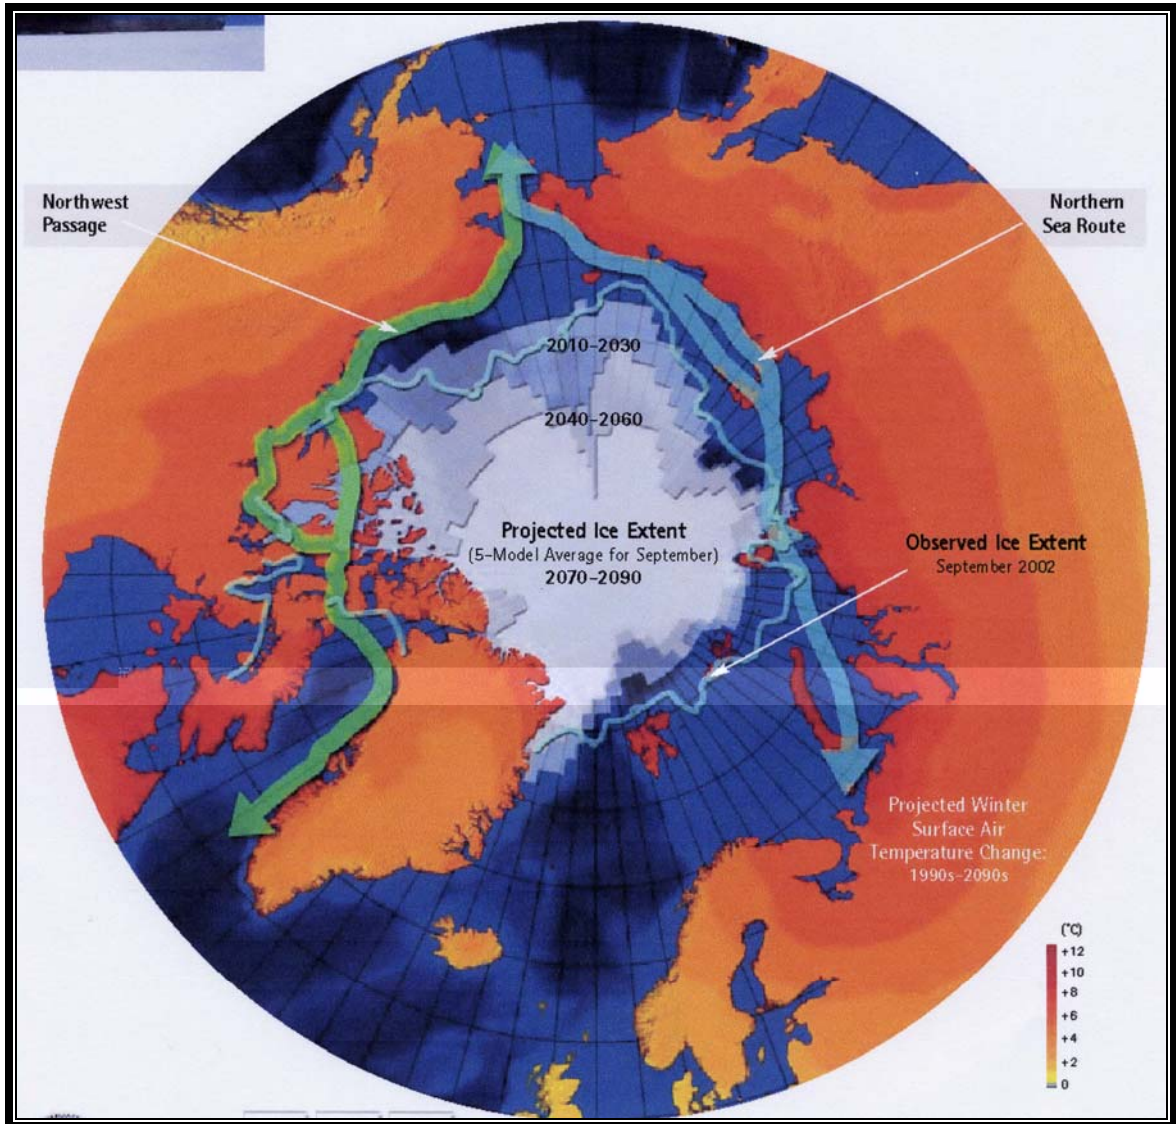 Northwest
Passage
Northern
Sea Route
2010–2030
2040–2060
Projected Ice Extent
(5–Model Average for September)
2070–2090
Observed Ice Extent
September 2002
Projected Winter
Surface Air
Temperature Change:
1990s–2090s
(°C)
+12
+10
+8
+6
+4
+2
0